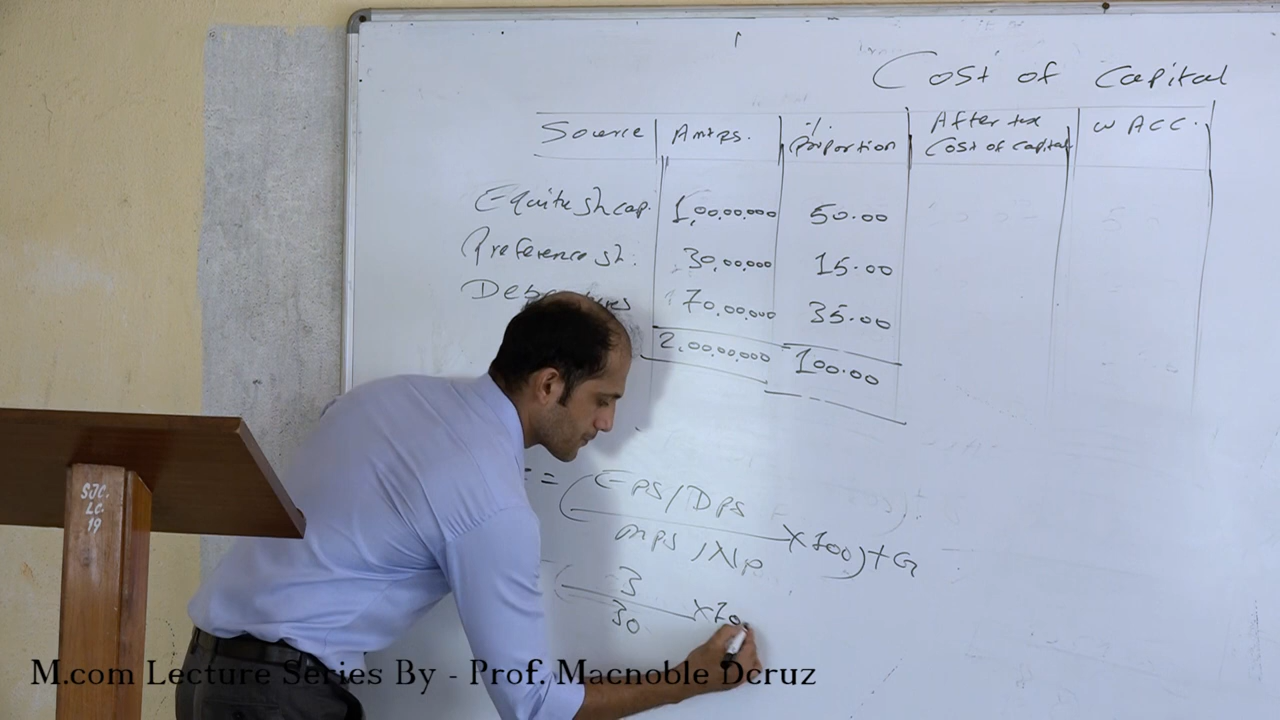 Cost of Capital
Source Amt Rs. % Proportion After tax Cost of capital WACC.
Equity sh cap. 1,00,00,000 50.00
Preference sh. 30,00,000 15.00
70,00,000 35.00
2,00,00,000 100.00
= (EPS/DPS
MPS/NP × 100) + G
3
30 × 100
SJC.
LC.
19
M.com Lecture Series By - Prof. Macnoble Dcruz